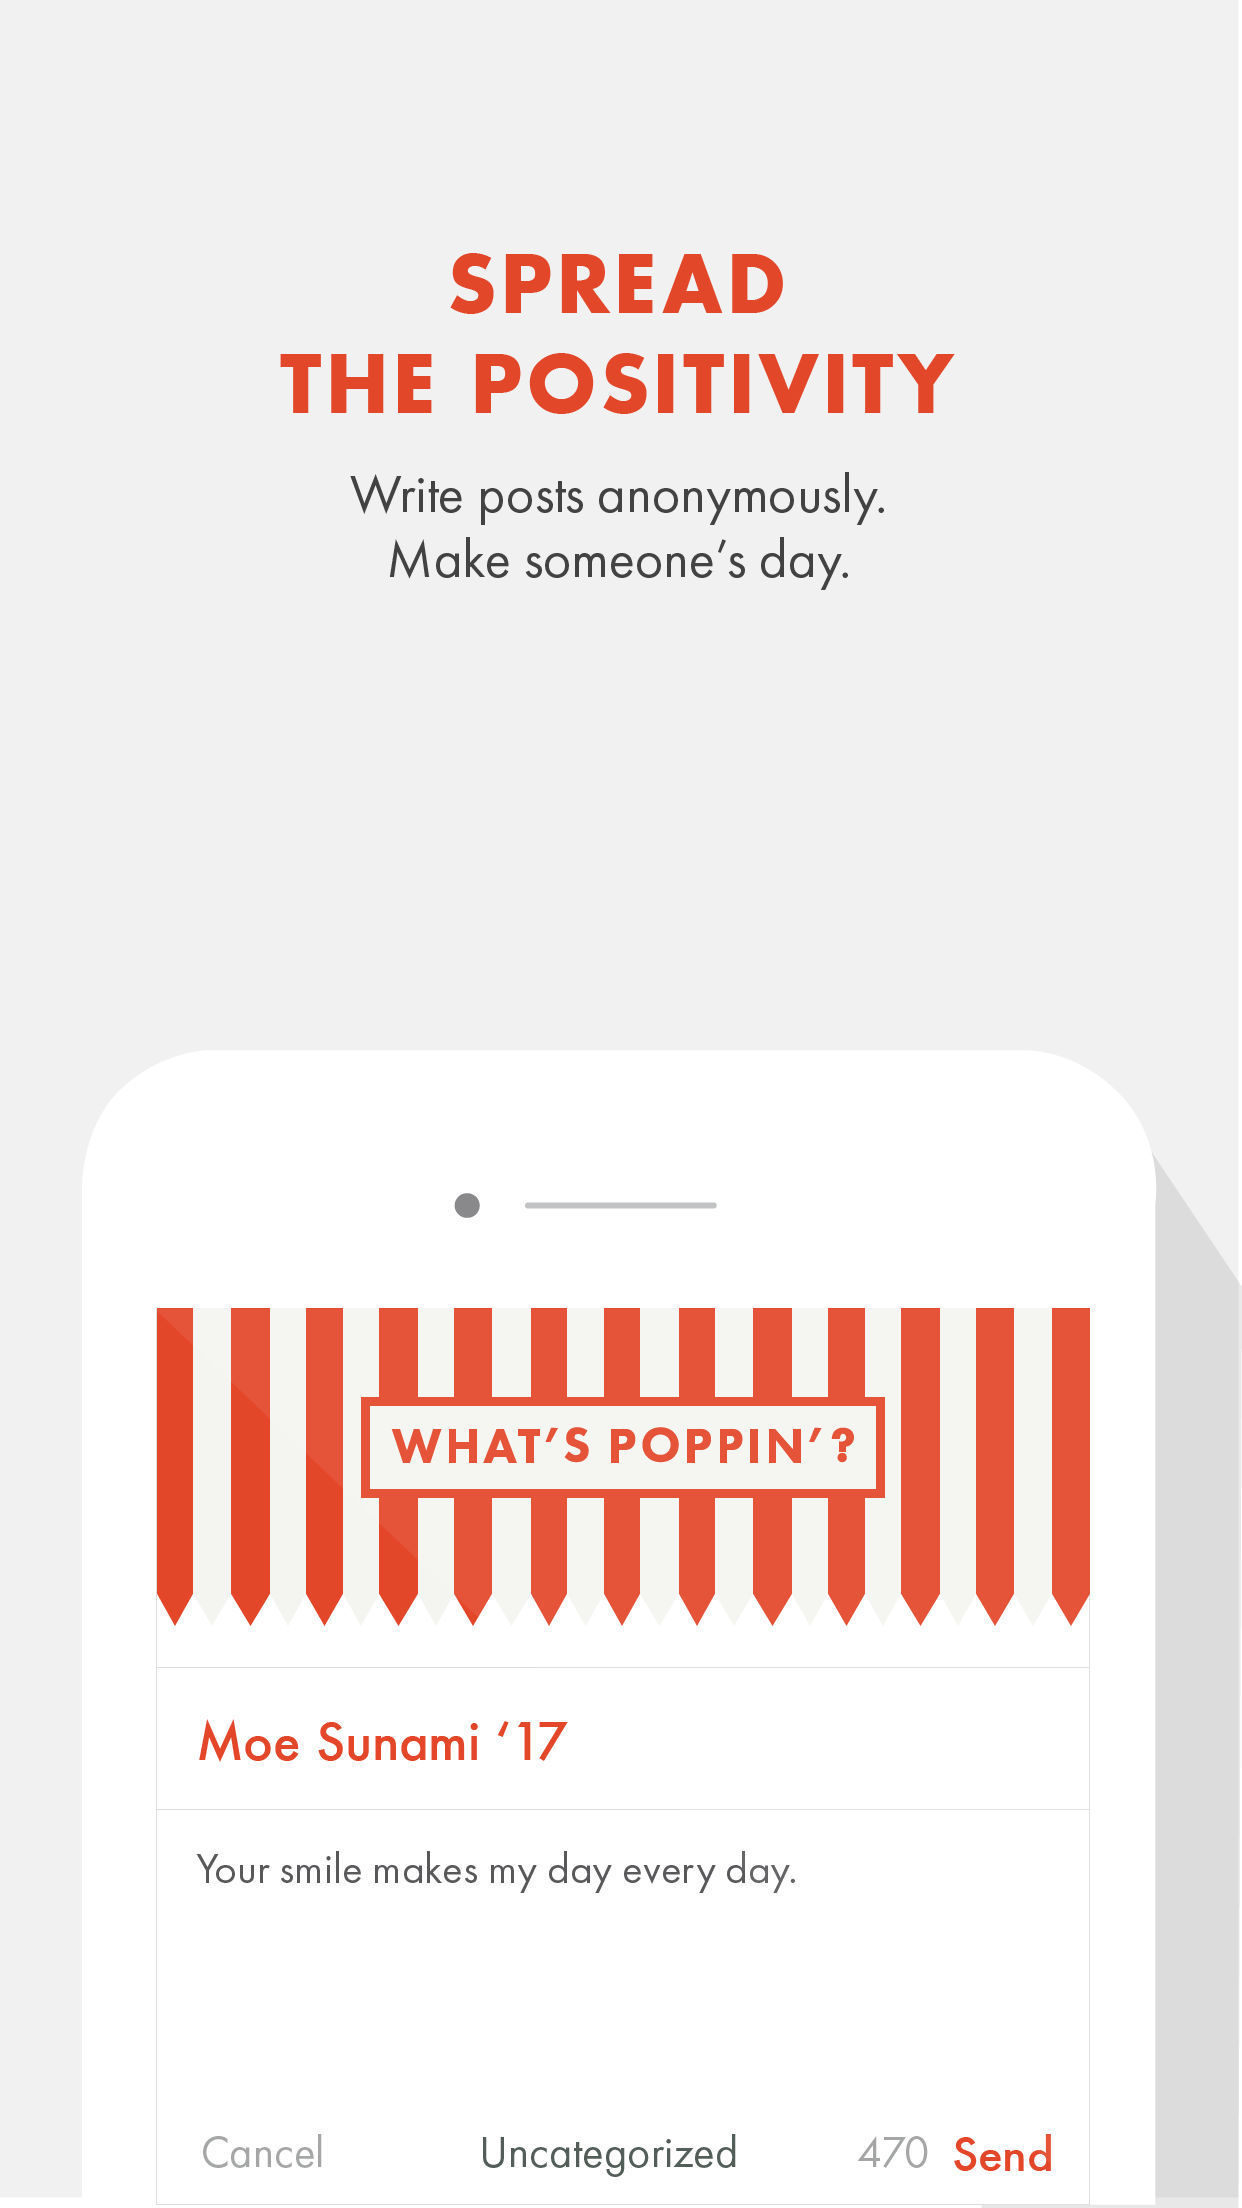 SPREAD
THE POSITIVITY
Write posts anonymously.
Make someone’s day.
WHAT’S POPPIN’?
Moe Sunami ‘17
Your smile makes my day every day.
Cancel Uncategorized 470 Send